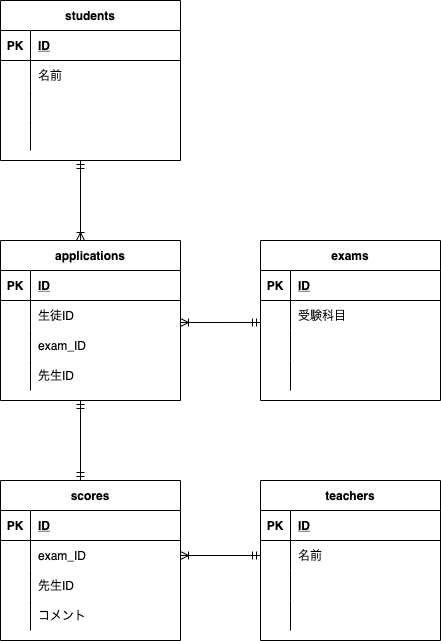 students
PK ID
名前
applications
PK ID
生徒ID
exam_ID
先生ID
exams
PK ID
受験科目
scores
PK ID
exam_ID
先生ID
コメント
teachers
PK ID
名前